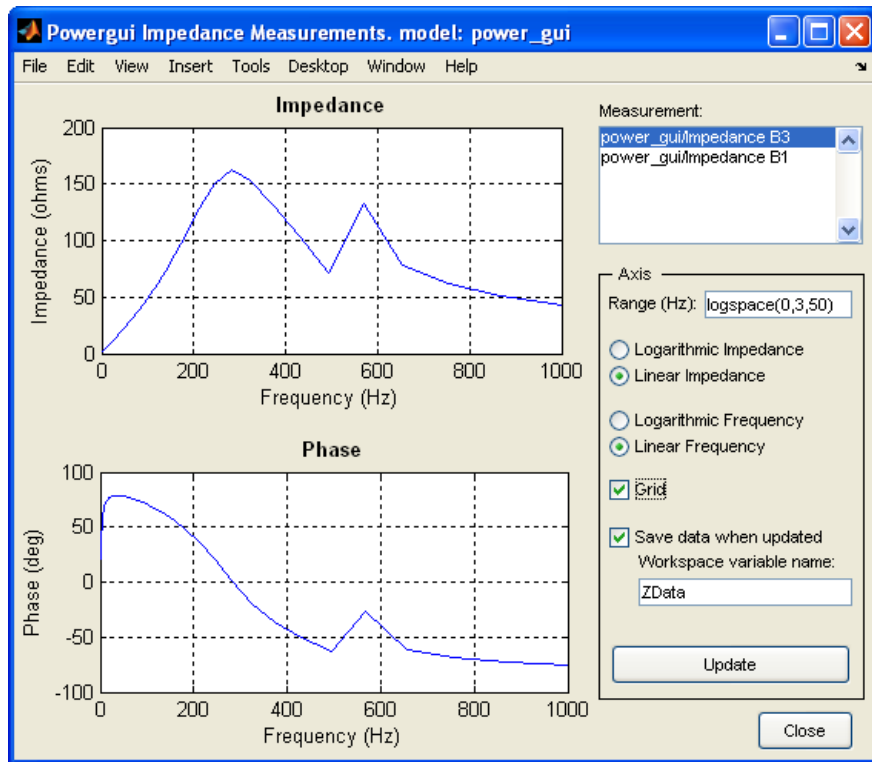 Powergui Impedance Measurements. model: power_gui
File Edit View Insert Tools Desktop Window Help
Impedance
Impedance (ohms)
200
150
100
50
0
0 200 400 600 800 1000
Frequency (Hz)
Phase
Phase (deg)
100
50
0
-50
-100
0 200 400 600 800 1000
Frequency (Hz)
Measurement:
power_gui/Impedance B3
power_gui/Impedance B1
Axis
Range (Hz): logspace(0,3,50)
Logarithmic Impedance
Linear Impedance
Logarithmic Frequency
Linear Frequency
Grid
Save data when updated
Workspace variable name:
ZData
Update
Close